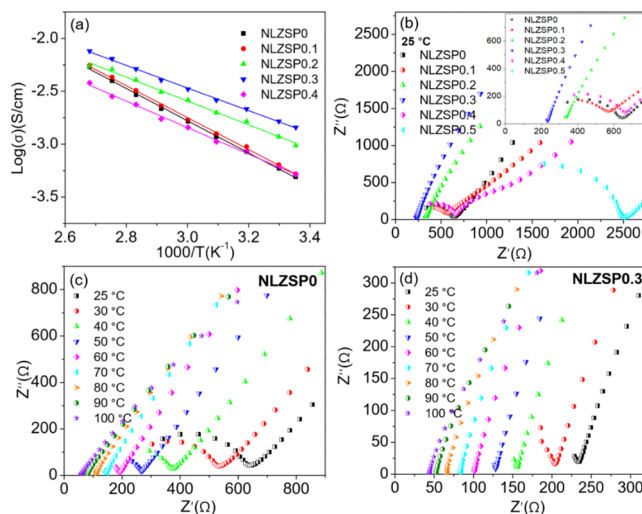 (a)
NLZSP0
NLZSP0.1
NLZSP0.2
NLZSP0.3
NLZSP0.4
-2.0
-2.5
-3.0
-3.5
Log(σ)(S/cm)
2.6 2.8 3.0 3.2 3.4
1000/T(K⁻¹)
(b)
25 °C
NLZSP0
NLZSP0.1
NLZSP0.2
NLZSP0.3
NLZSP0.4
NLZSP0.5
2500
2000
1500
1000
500
0
Z''(Ω)
0 500 1000 1500 2000 2500
Z'(Ω)
NLZSP0
NLZSP0.1
NLZSP0.2
NLZSP0.3
NLZSP0.4
NLZSP0.5
600
400
200
0
0 200 400 600
(c)
NLZSP0
25 °C
30 °C
40 °C
50 °C
60 °C
70 °C
80 °C
90 °C
100 °C
800
600
400
200
0
Z''(Ω)
0 200 400 600 800
Z'(Ω)
(d)
NLZSP0.3
25 °C
30 °C
40 °C
50 °C
60 °C
70 °C
80 °C
90 °C
100 °C
300
250
200
150
100
50
0
Z''(Ω)
0 50 100 150 200 250 300
Z'(Ω)